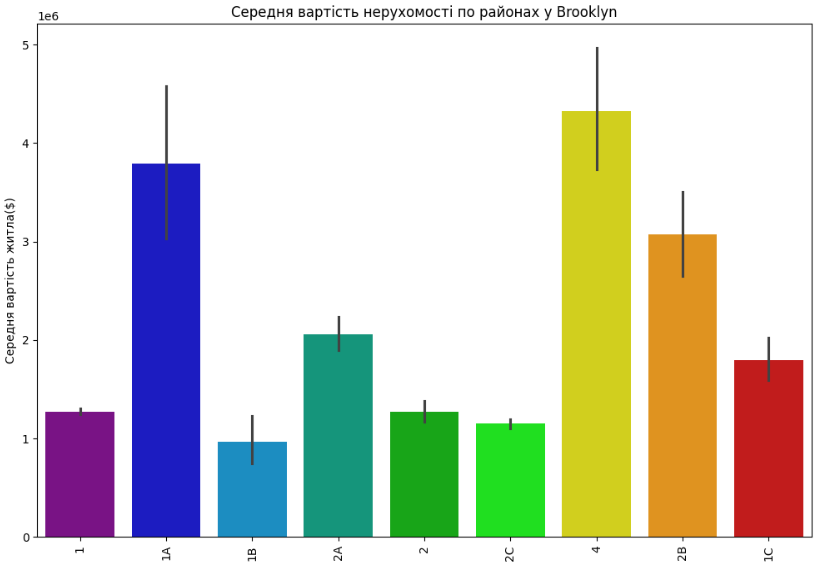 Середня вартість нерухомості по районах у Brooklyn
1e6
Середня вартість житла($)
5
4
3
2
1
0
1
1A
1B
2A
2
2C
4
2B
1C